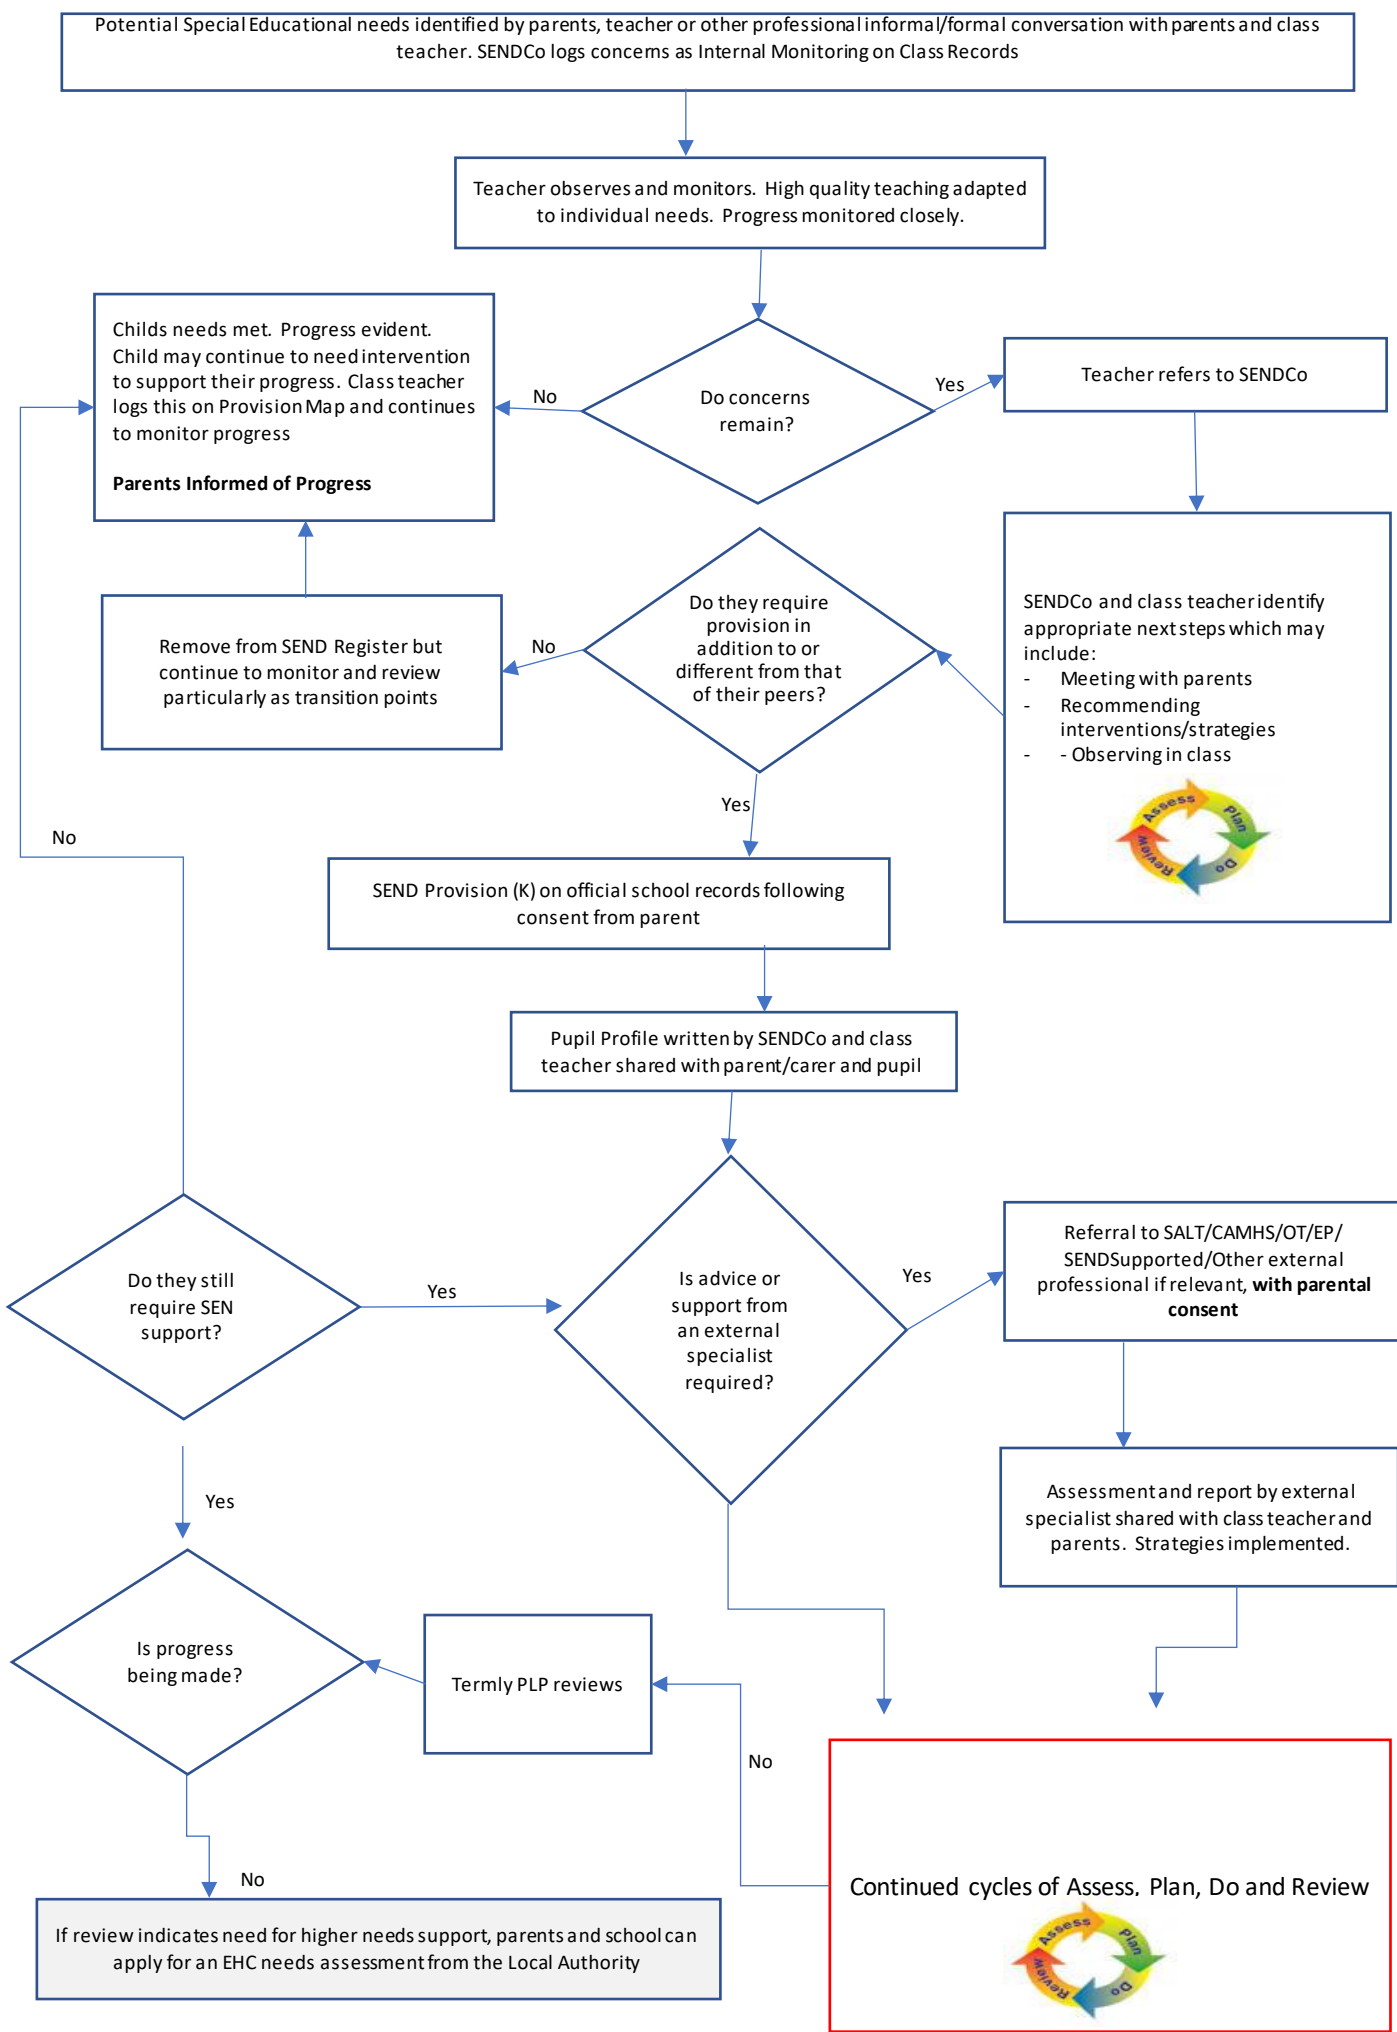 Potential Special Educational needs identified by parents, teacher or other professional informal/formal conversation with parents and class
teacher. SENDCo logs concerns as Internal Monitoring on Class Records
Teacher observes and monitors. High quality teaching adapted
to individual needs. Progress monitored closely.
Childs needs met. Progress evident.
Child may continue to need intervention
to support their progress. Class teacher
logs this on Provision Map and continues
to monitor progress
Parents Informed of Progress
No
Do concerns
remain?
Yes
Teacher refers to SENDCo
Remove from SEND Register but
continue to monitor and review
particularly as transition points
No
Do they require
provision in
addition to or
different from that
of their peers?
SENDCo and class teacher identify
appropriate next steps which may
include:
- Meeting with parents
- Recommending
interventions/strategies
- - Observing in class
Assess
Plan
Do
Review
Yes
No
SEND Provision (K) on official school records following
consent from parent
Pupil Profile written by SENDCo and class
teacher shared with parent/carer and pupil
Do they still
require SEN
support?
Yes
Is advice or
support from
an external
specialist
required?
Yes
Referral to SALT/CAMHS/OT/EP/
SENDSupported/Other external
professional if relevant, with parental
consent
Yes
Assessment and report by external
specialist shared with class teacher and
parents. Strategies implemented.
Is progress
being made?
Termly PLP reviews
No
No
If review indicates need for higher needs support, parents and school can
apply for an EHC needs assessment from the Local Authority
Continued cycles of Assess, Plan, Do and Review
Assess
Plan
Do
Review